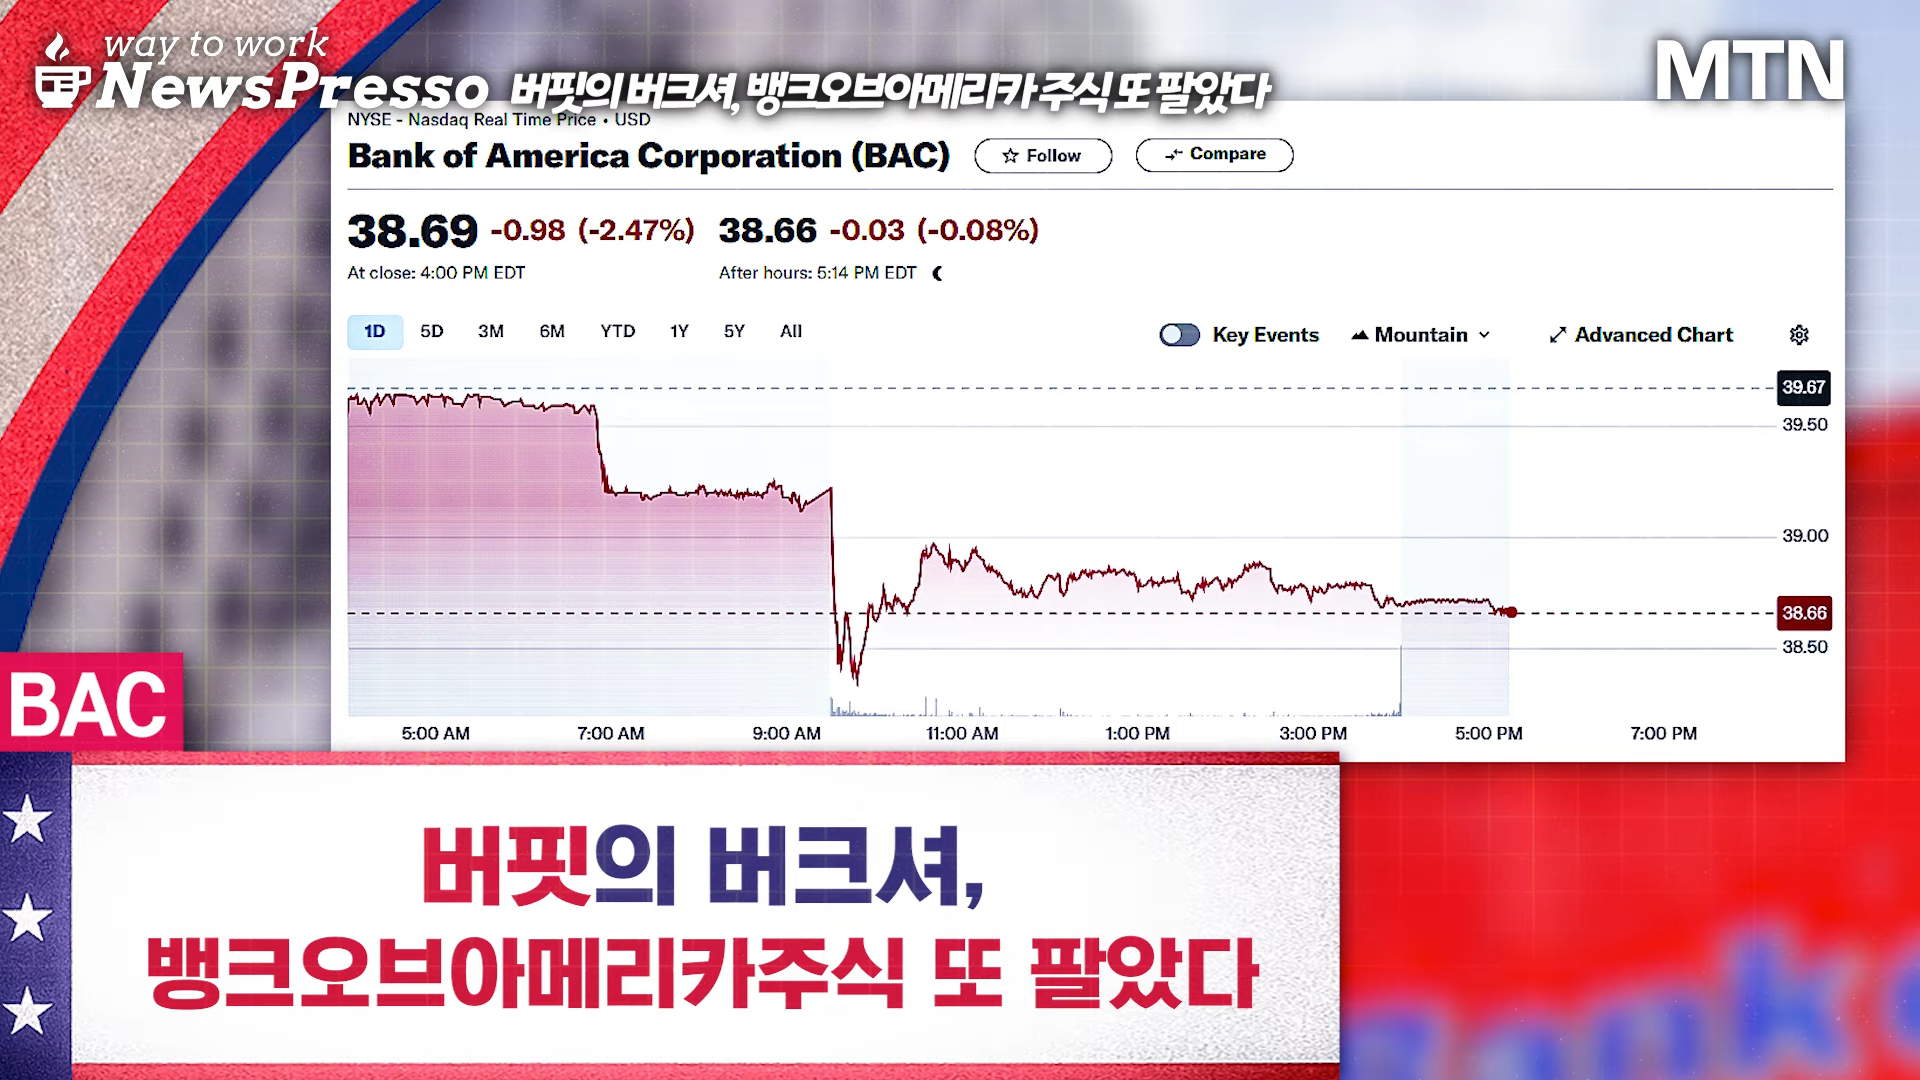 way to work
NewsPresso 버핏의 버크셔, 뱅크오브아메리카 주식 또 팔았다
MTN
NYSE - Nasdaq Real Time Price • USD
Bank of America Corporation (BAC)
Follow
Compare
38.69 -0.98 (-2.47%) 38.66 -0.03 (-0.08%)
At close: 4:00 PM EDT After hours: 5:14 PM EDT
1D 5D 3M 6M YTD 1Y 5Y All
Key Events Mountain Advanced Chart
39.67
39.50
39.00
38.66
38.50
5:00 AM 7:00 AM 9:00 AM 11:00 AM 1:00 PM 3:00 PM 5:00 PM 7:00 PM
BAC
버핏의 버크셔,
뱅크오브아메리카주식 또 팔았다